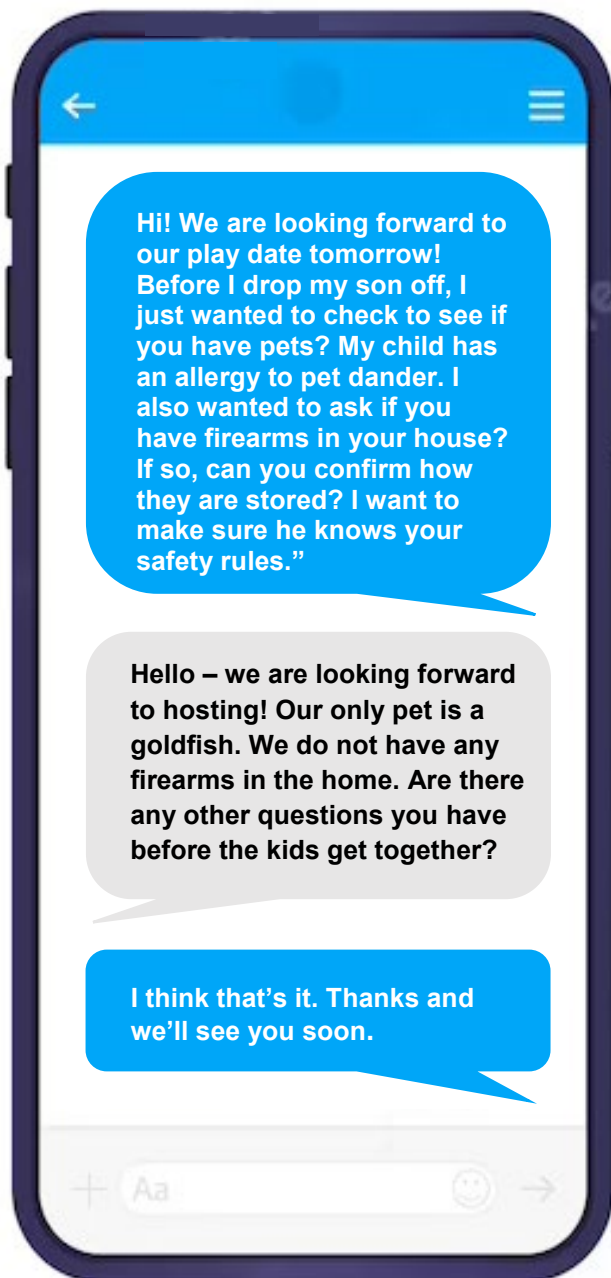 Hi! We are looking forward to
our play date tomorrow!
Before I drop my son off, I
just wanted to check to see if
you have pets? My child has
an allergy to pet dander. I
also wanted to ask if you
have firearms in your house?
If so, can you confirm how
they are stored? I want to
make sure he knows your
safety rules.”
Hello – we are looking forward
to hosting! Our only pet is a
goldfish. We do not have any
firearms in the home. Are there
any other questions you have
before the kids get together?
I think that’s it. Thanks and
we’ll see you soon.
Aa